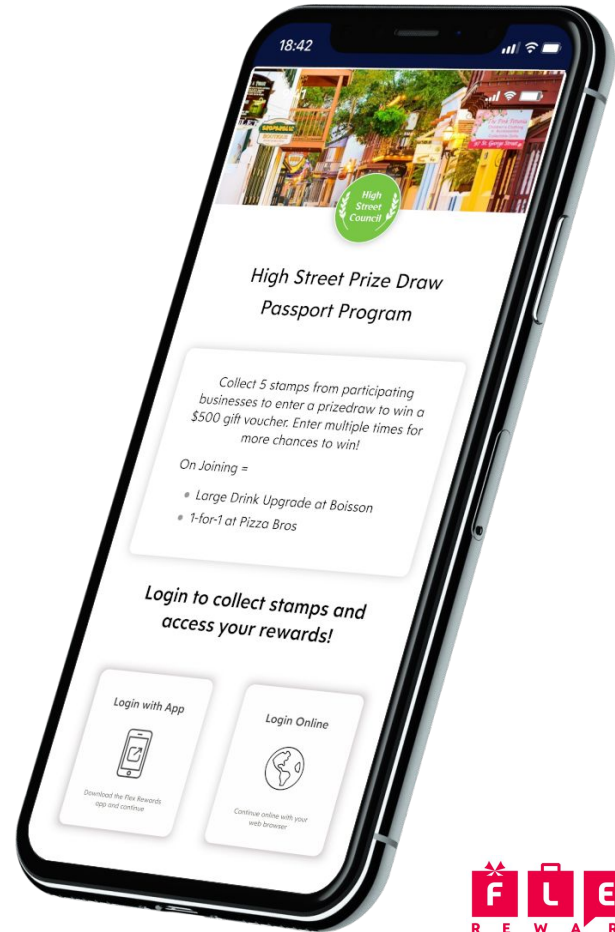 18:42
High
Street
Council
High Street Prize Draw
Passport Program
Collect 5 stamps from participating
businesses to enter a prizedraw to win a
$500 gift voucher. Enter multiple times for
more chances to win!
On Joining =
Large Drink Upgrade at Boisson
1-for-1 at Pizza Bros
Login to collect stamps and
access your rewards!
Login with App
Download the Flex Rewards
app and continue
Login Online
Continue online with your
web browser
FLE
REWAR